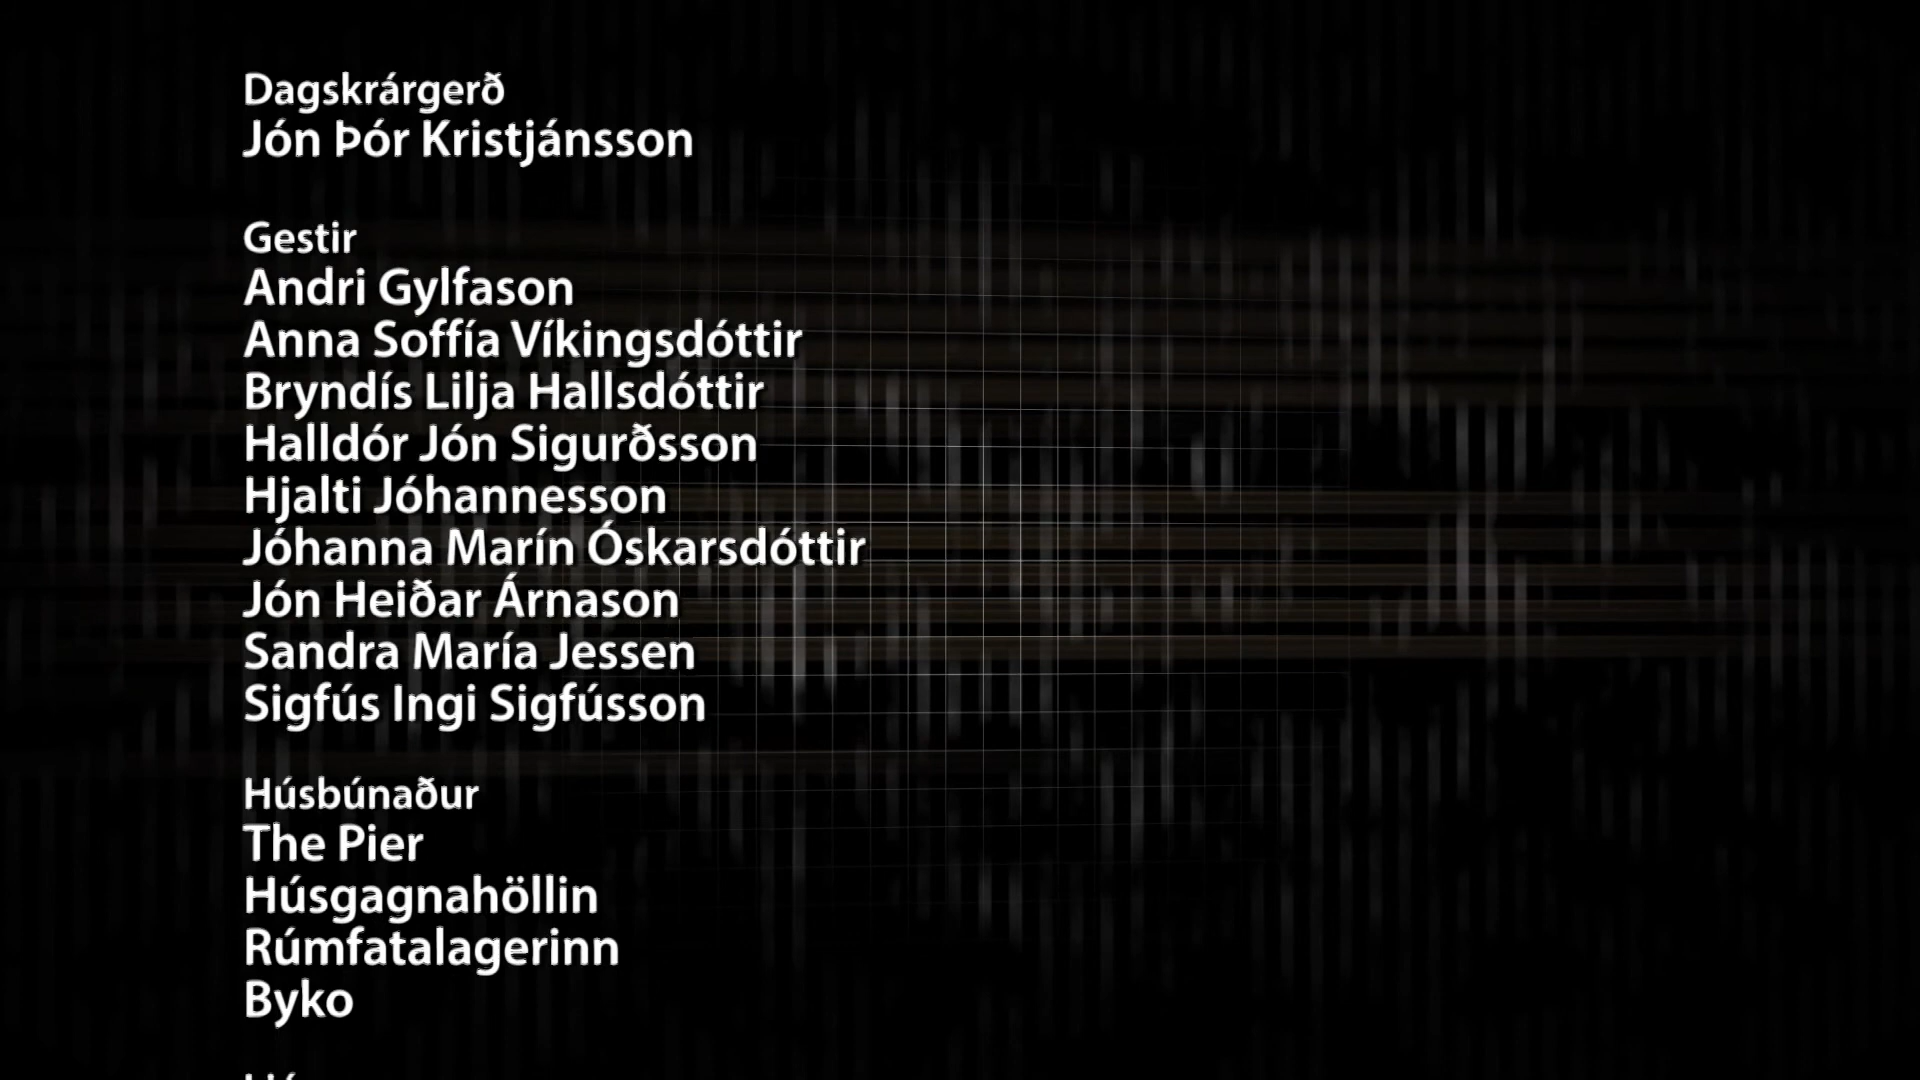 Dagskrárgerð
Jón Þór Kristjánsson
Gestir
Andri Gylfason
Anna Soffía Víkingsdóttir
Bryndís Lilja Hallsdóttir
Halldór Jón Sigurðsson
Hjalti Jóhannesson
Jóhanna Marín Óskarsdóttir
Jón Heiðar Árnason
Sandra María Jessen
Sigfús Ingi Sigfússon
Húsbúnaður
The Pier
Húsgagnahöllin
Rúmfatalagerinn
Byko